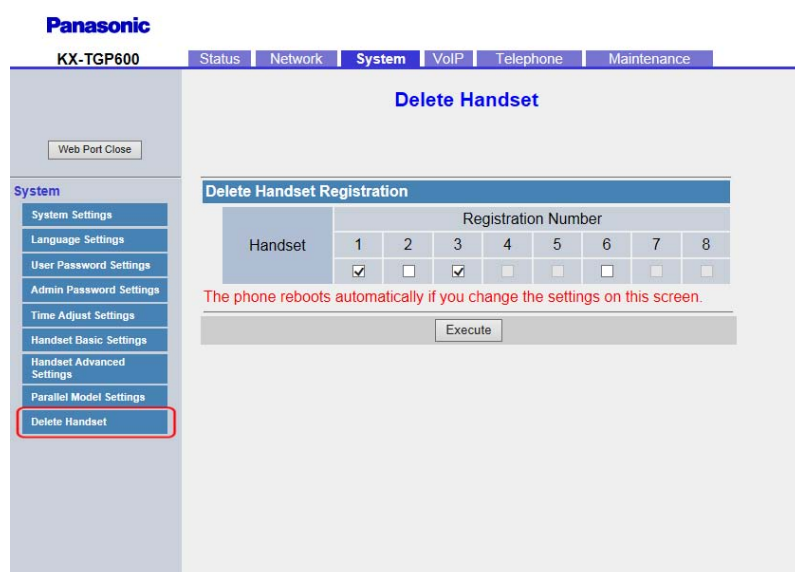 Panasonic
KX-TGP600
Status Network System VoIP Telephone Maintenance
Delete Handset
Web Port Close
System
System Settings
Language Settings
User Password Settings
Admin Password Settings
Time Adjust Settings
Handset Basic Settings
Handset Advanced
Settings
Parallel Model Settings
Delete Handset
Delete Handset Registration
Handset
Registration Number
1 2 3 4 5 6 7 8
The phone reboots automatically if you change the settings on this screen.
Execute